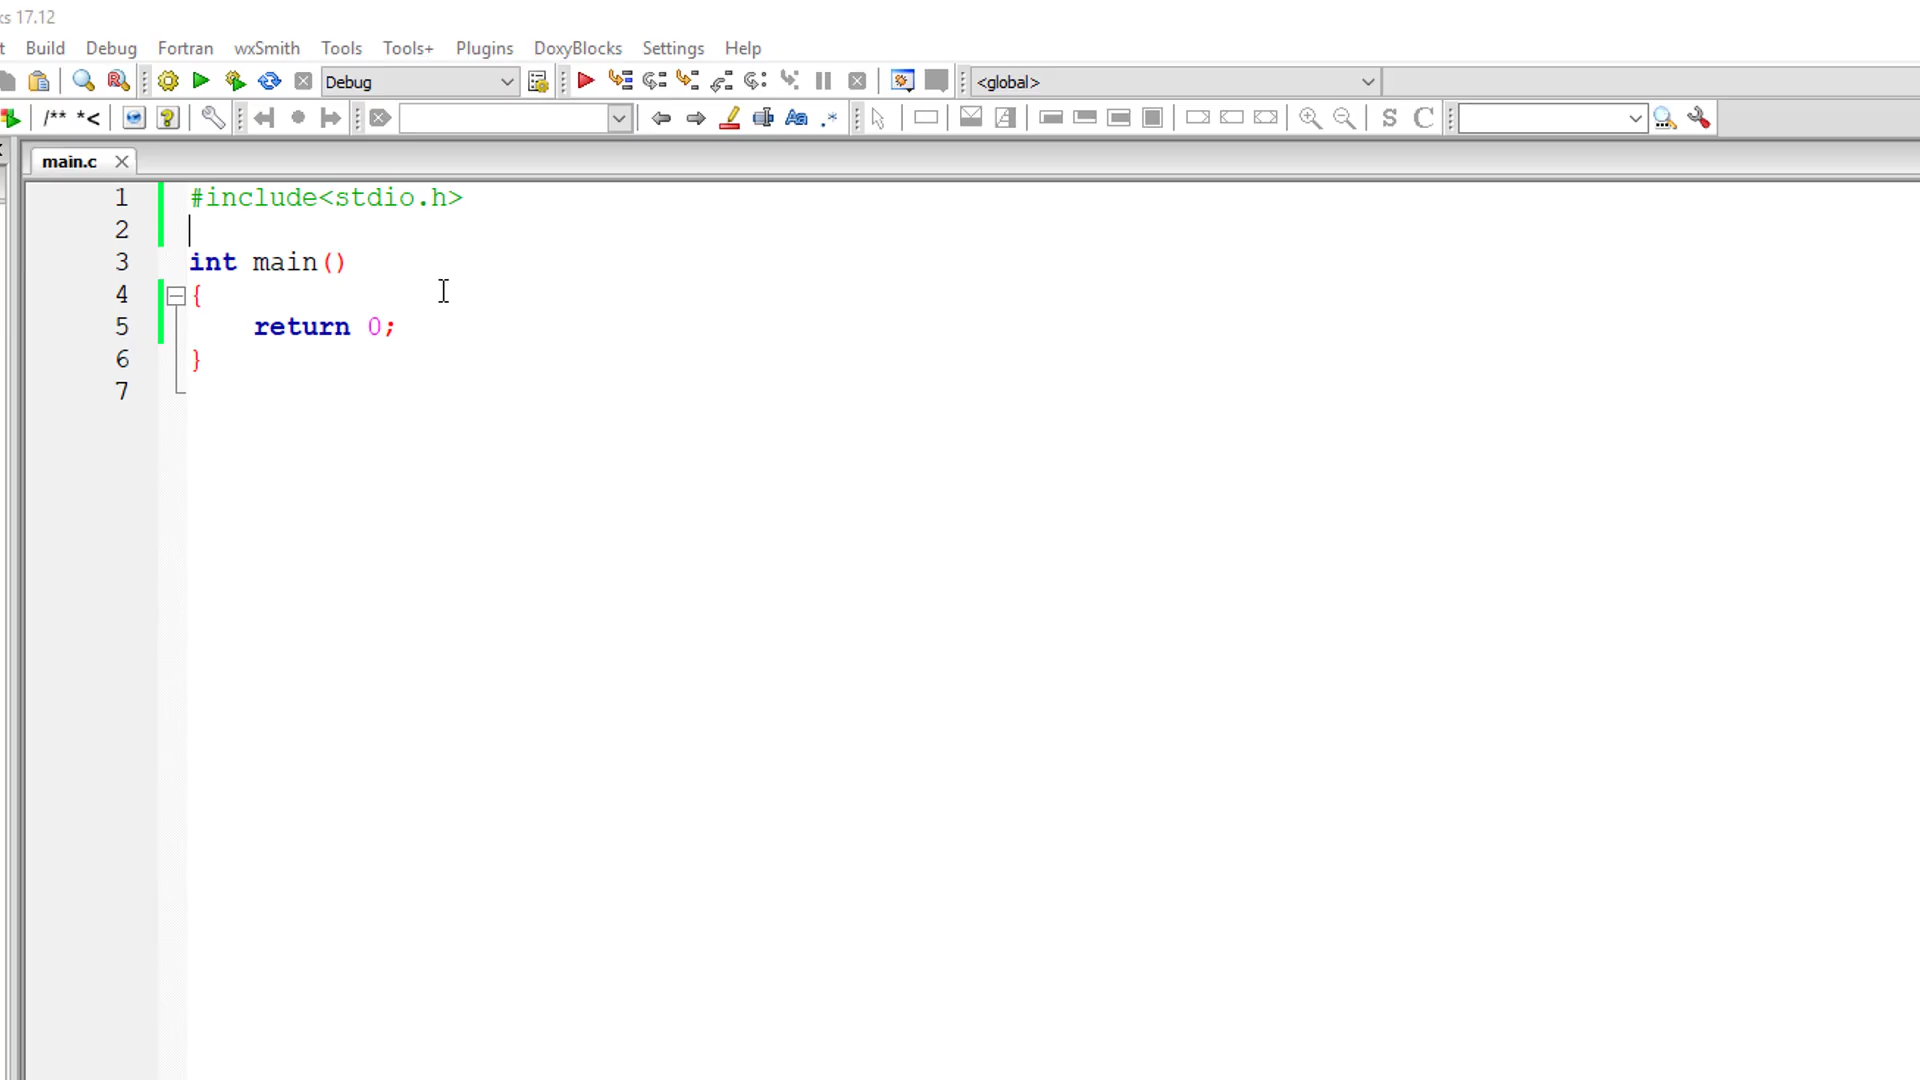 ks 17.12
t Build Debug Fortran wxSmith Tools Tools+ Plugins DoxyBlocks Settings Help
Debug <global>
/** *< Aa .* S C
main.c
1 #include<stdio.h>
2
3 int main()
4 {
5 return 0;
6 }
7